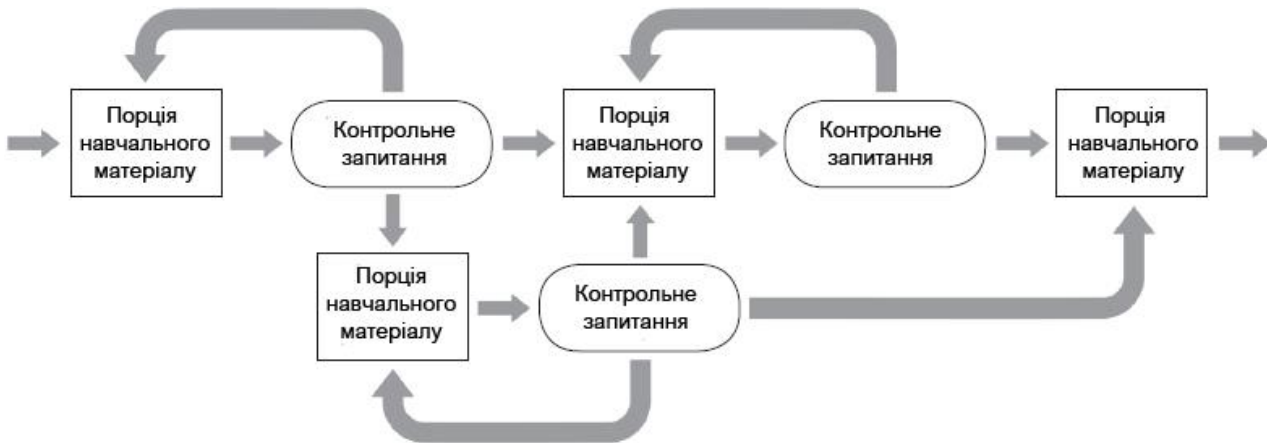 Порція
навчального
матеріалу
Контрольне
запитання
Порція
навчального
матеріалу
Контрольне
запитання
Порція
навчального
матеріалу
Порція
навчального
матеріалу
Контрольне
запитання